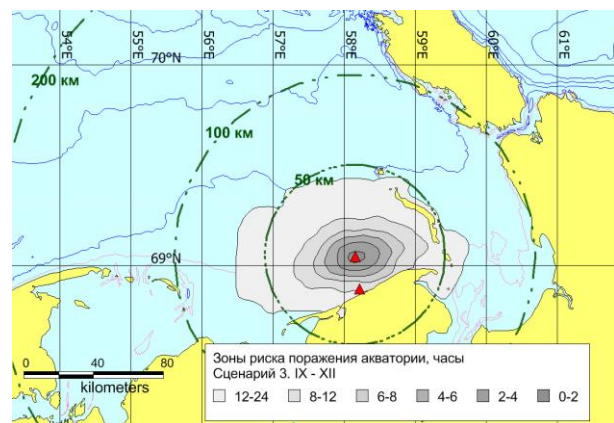 54°E 55°E 56°E 57°E 58°E 59°E 60°E 61°E
70°N
200 км
100 км
50 км
69°N
0 40 80
kilometers
Зоны риска поражения акватории, часы
Сценарий 3. IX - XII
12-24 8-12 6-8 4-6 2-4 0-2